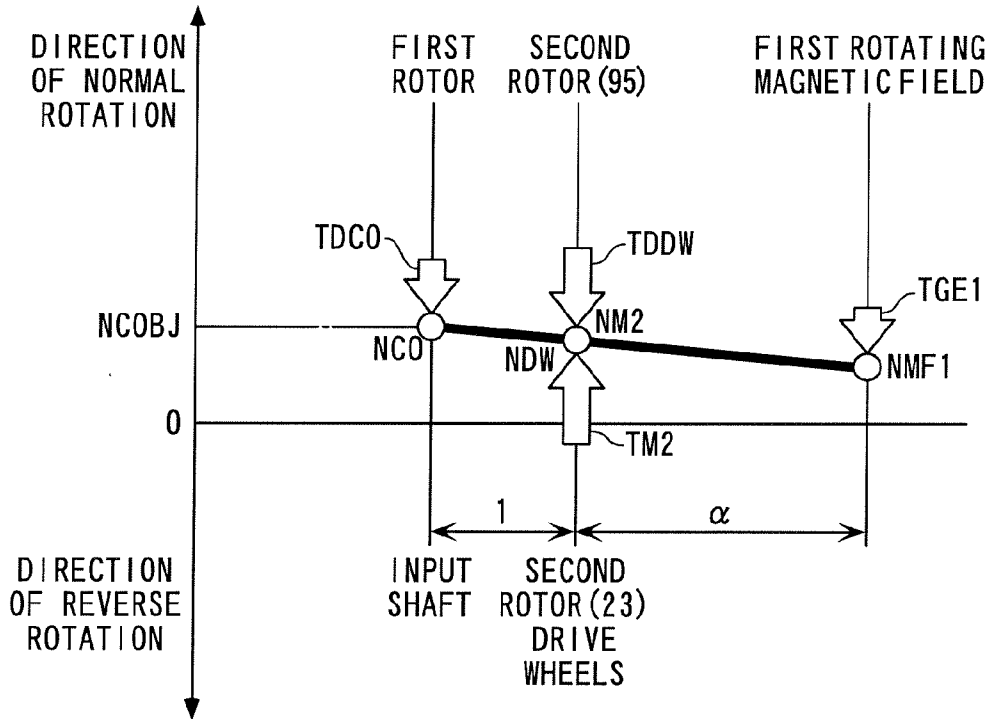 DIRECTION
OF NORMAL
ROTATION
FIRST
ROTOR
SECOND
ROTOR(95)
FIRST ROTATING
MAGNETIC FIELD
TDCO
TDDW
TGE1
NCOBJ
NCO
NDW
NM2
NMF1
0
TM2
1
α
DIRECTION
OF REVERSE
ROTATION
INPUT
SHAFT
SECOND
ROTOR(23)
DRIVE
WHEELS